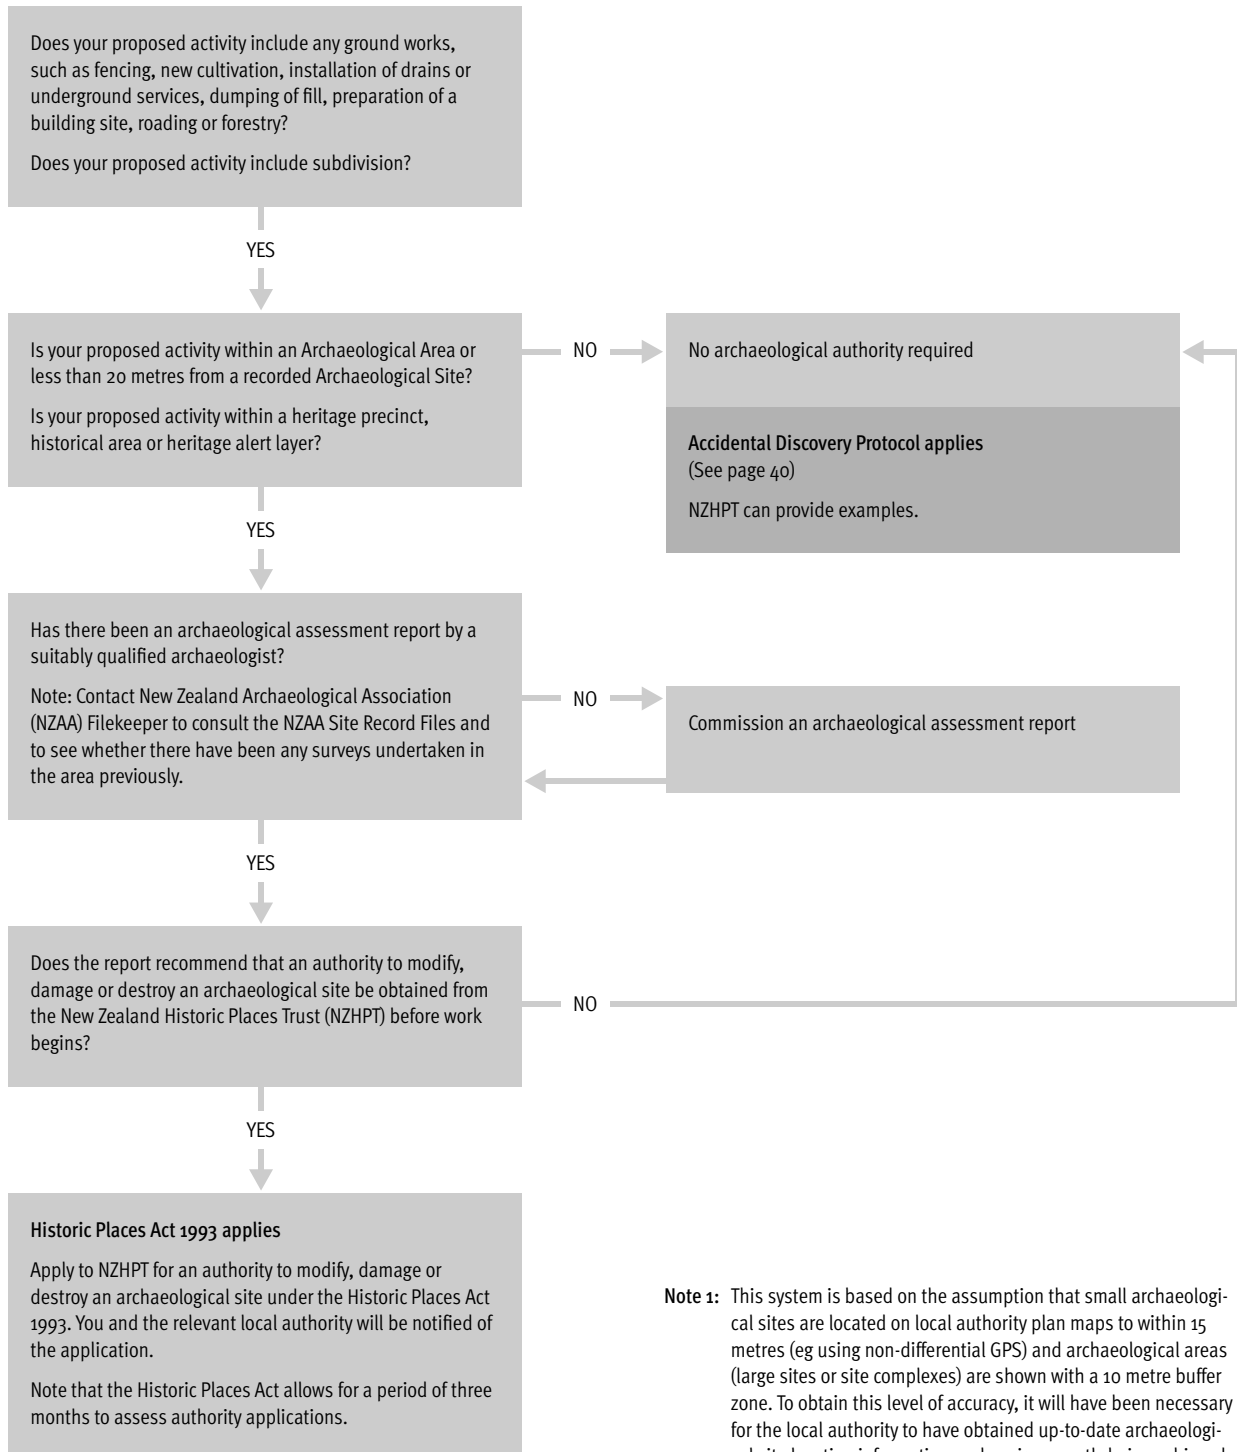 Does your proposed activity include any ground works,
such as fencing, new cultivation, installation of drains or
underground services, dumping of fill, preparation of a
building site, roading or forestry?
Does your proposed activity include subdivision?
YES
Is your proposed activity within an Archaeological Area or
less than 20 metres from a recorded Archaeological Site?
Is your proposed activity within a heritage precinct,
historical area or heritage alert layer?
NO
No archaeological authority required
Accidental Discovery Protocol applies
(See page 40)
NZHPT can provide examples.
YES
Has there been an archaeological assessment report by a
suitably qualified archaeologist?
Note: Contact New Zealand Archaeological Association
(NZAA) Filekeeper to consult the NZAA Site Record Files and
to see whether there have been any surveys undertaken in
the area previously.
NO
Commission an archaeological assessment report
YES
Does the report recommend that an authority to modify,
damage or destroy an archaeological site be obtained from
the New Zealand Historic Places Trust (NZHPT) before work
begins?
NO
YES
Historic Places Act 1993 applies
Apply to NZHPT for an authority to modify, damage or
destroy an archaeological site under the Historic Places Act
1993. You and the relevant local authority will be notified of
the application.
Note that the Historic Places Act allows for a period of three
months to assess authority applications.
Note 1: This system is based on the assumption that small archaeologi-
cal sites are located on local authority plan maps to within 15
metres (eg using non-differential GPS) and archaeological areas
(large sites or site complexes) are shown with a 10 metre buffer
zone. To obtain this level of accuracy, it will have been necessary
for the local authority to have obtained up-to-date archaeologi-